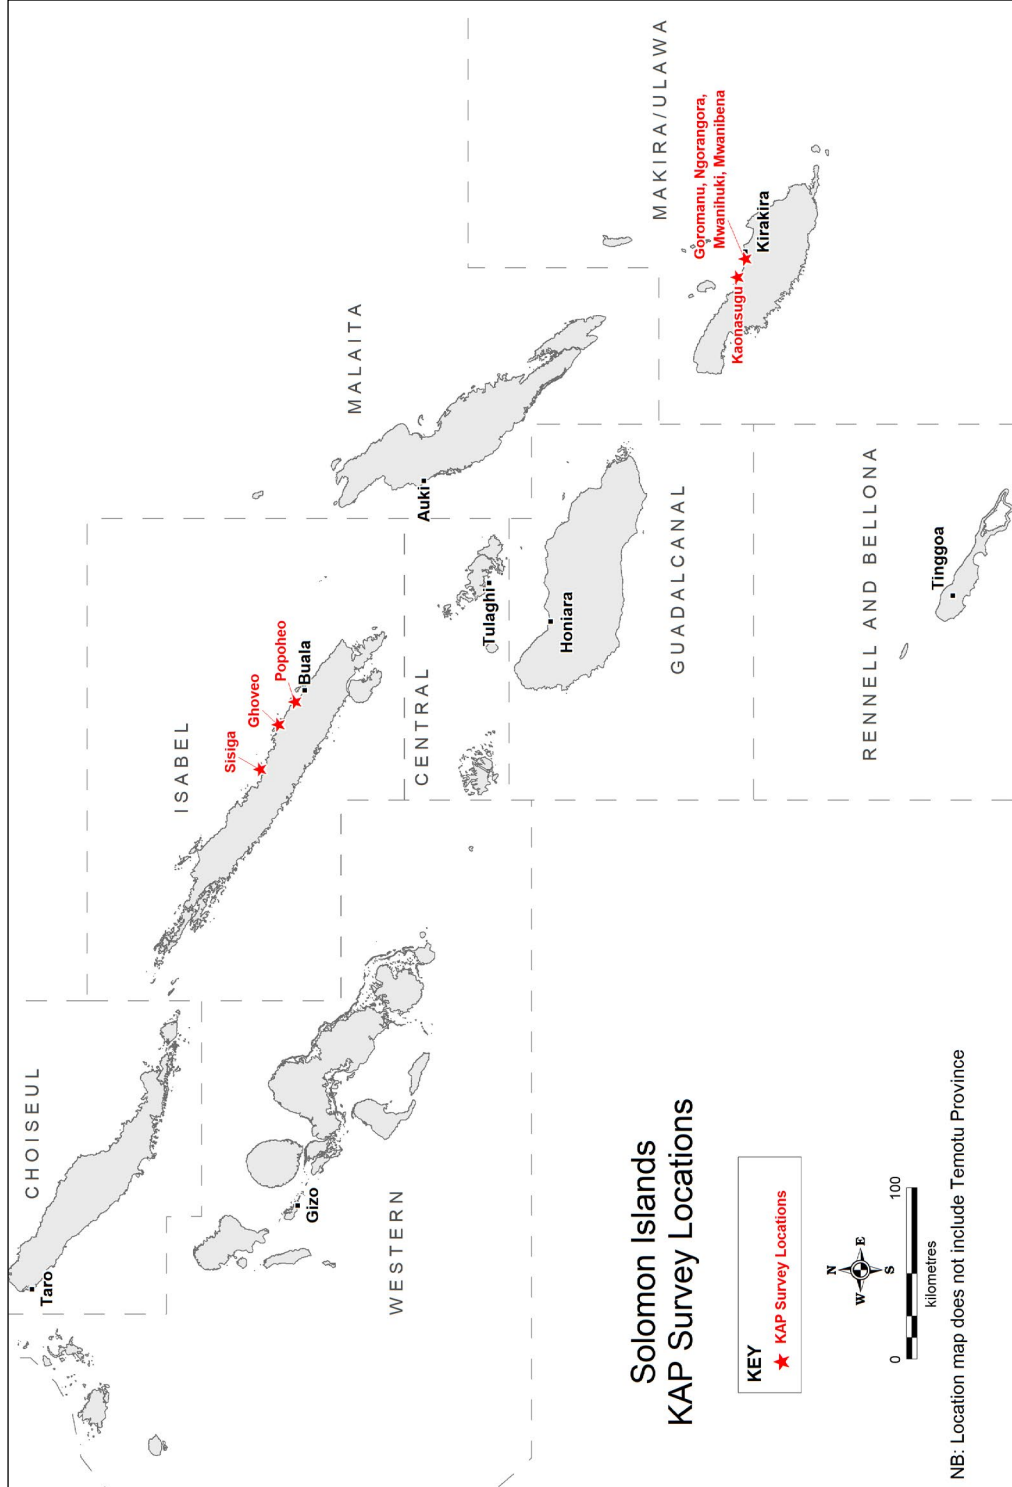 CHOISEUL
Taro
ISABEL
Sisiga
Ghoveo
Popoheo
Buala
WESTERN
Gizo
MALAITA
Auki
CENTRAL
Tulaghi
Honiara
GUADALCANAL
MAKIRA/ULAWA
Goromanu, Ngorangora,
Mwanihuki, Mwanibena
Kaonasugu
Kirakira
RENNELL AND BELLONA
Tinggoa
Solomon Islands
KAP Survey Locations
KEY
KAP Survey Locations
N
W
E
S
0
100
kilometres
NB: Location map does not include Temotu Province